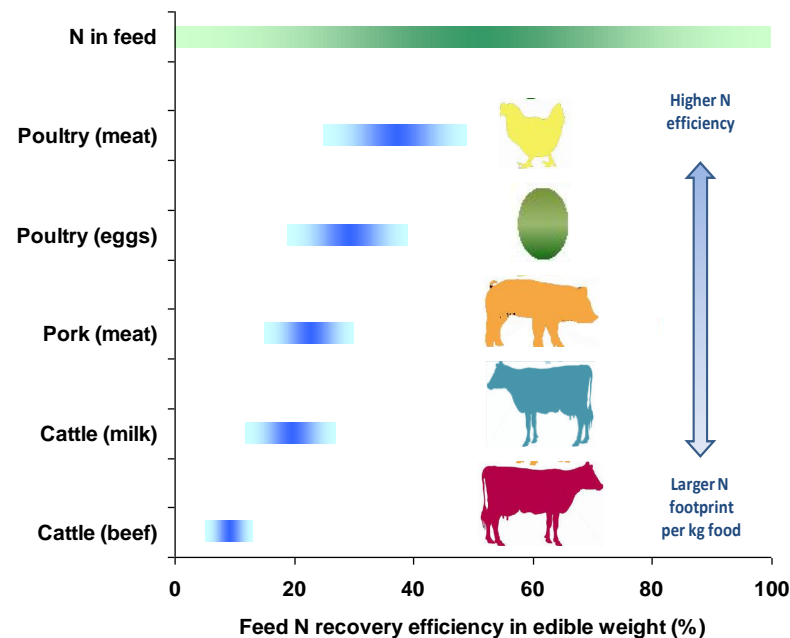 N in feed
Poultry (meat)
Poultry (eggs)
Pork (meat)
Cattle (milk)
Cattle (beef)
Higher N
efficiency
Larger N
footprint
per kg food
0 20 40 60 80 100
Feed N recovery efficiency in edible weight (%)